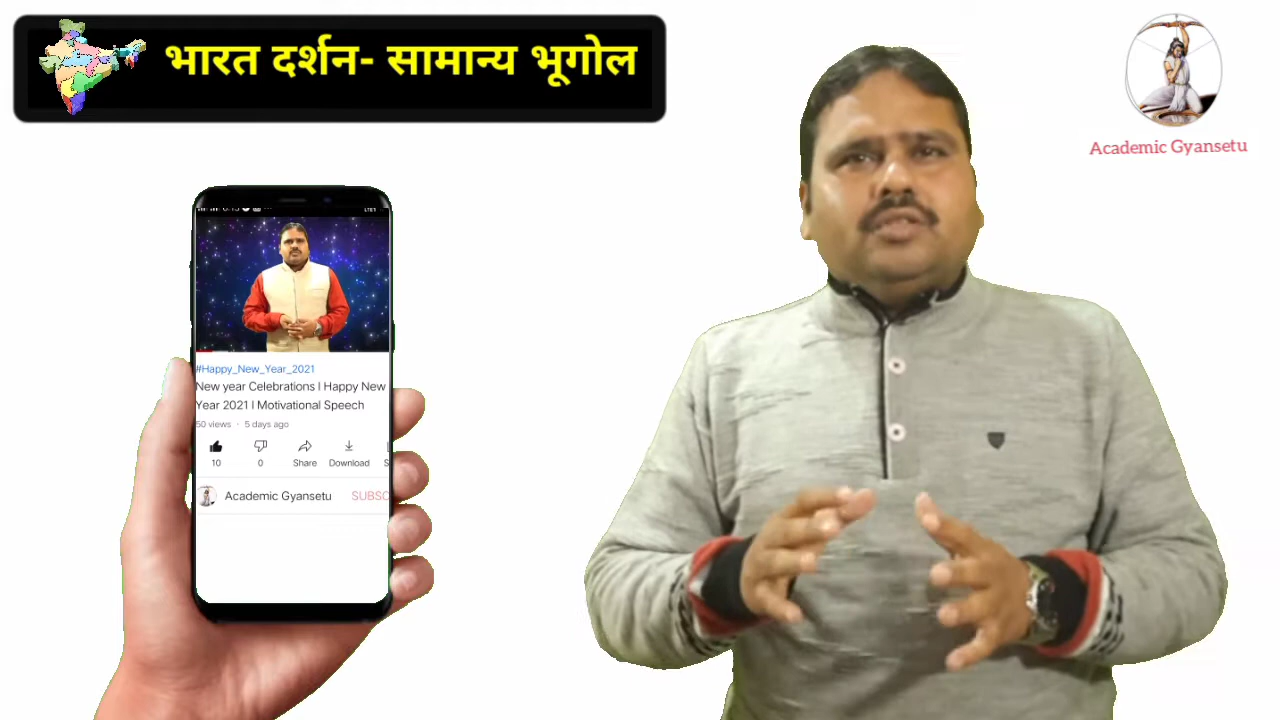 भारत दर्शन- सामान्य भूगोल
Academic Gyansetu
#Happy_New_Year_2021
New year Celebrations I Happy New
Year 2021 I Motivational Speech
50 views · 5 days ago
10 0 Share Download
Academic Gyansetu SUBSC